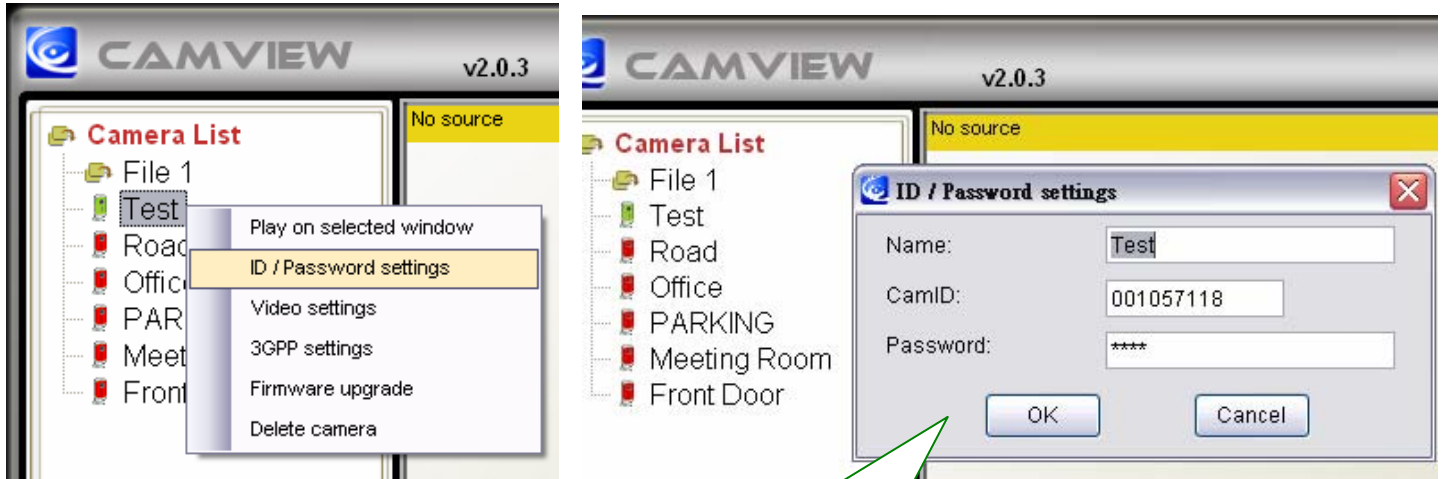 CAMVIEW
v2.0.3
Camera List
No source
File 1
Test
Road
Offic
PAR
Meet
Front
Play on selected window
ID / Password settings
Video settings
3GPP settings
Firmware upgrade
Delete camera
CAMVIEW
v2.0.3
Camera List
No source
File 1
Test
Road
Office
PARKING
Meeting Room
Front Door
ID / Password settings
Name: Test
CamID: 001057118
Password: ****
OK Cancel